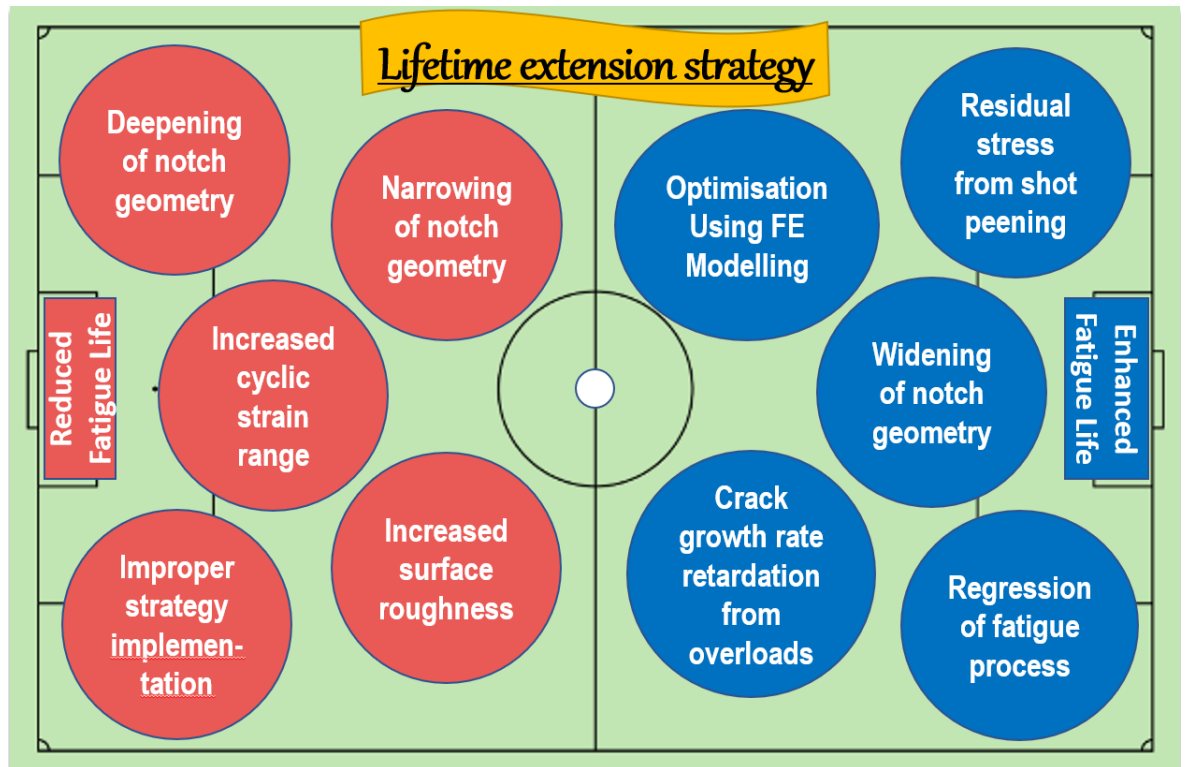 Lifetime extension strategy
Deepening
of notch
geometry
Narrowing
of notch
geometry
Increased
cyclic
strain
range
Improper
strategy
implemen-
tation
Increased
surface
roughness
Reduced
Fatigue Life
Optimisation
Using FE
Modelling
Residual
stress
from shot
peening
Widening
of notch
geometry
Crack
growth rate
retardation
from
overloads
Regression
of fatigue
process
Enhanced
Fatigue Life